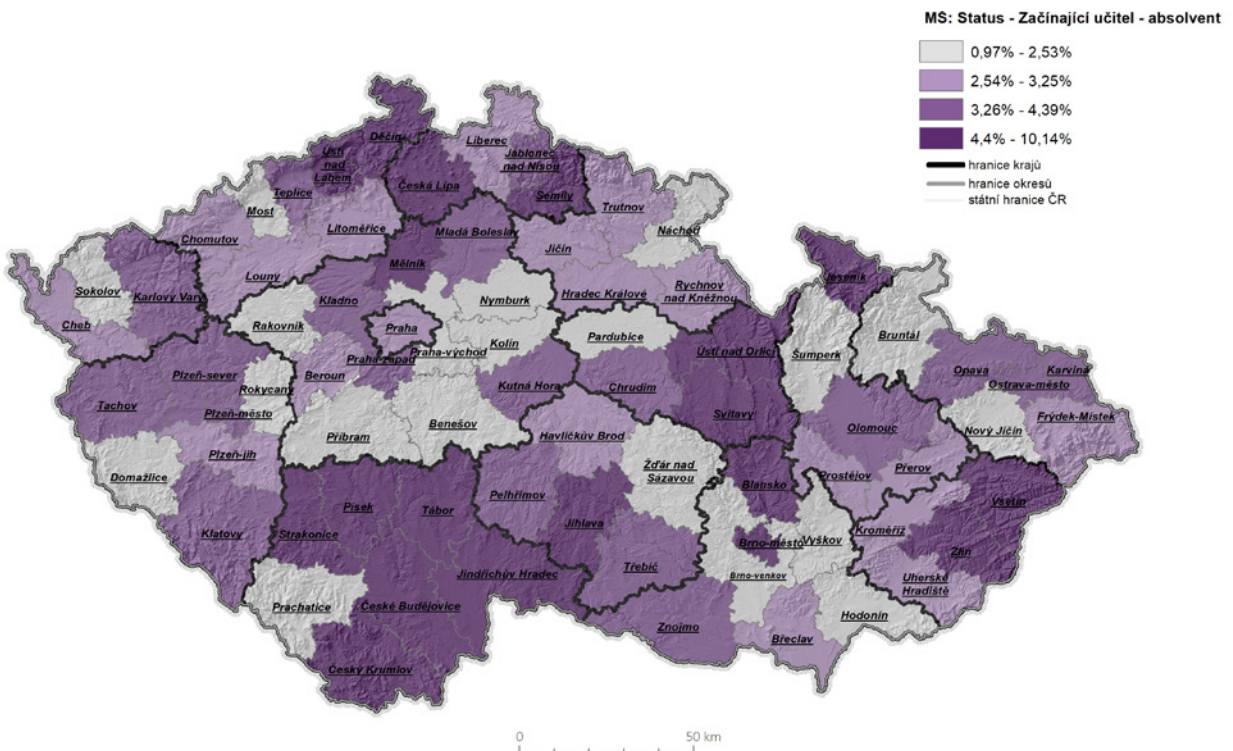 MŠ: Status - Začínající učitel - absolvent
0,97% - 2,53%
2,54% - 3,25%
3,26% - 4,39%
4,4% - 10,14%
hranice krajů
hranice okresů
státní hranice ČR
Děčín
Ústí
nad
Labem
Liberec
Jablonec
nad Nisou
Teplice
Česká Lípa
Semily
Most
Trutnov
Chomutov
Litoměřice
Mladá Boleslav
Náchod
Jičín
Mělník
Louny
Jeseník
Sokolov
Karlovy Vary
Kladno
Nymburk
Hradec Králové
Rychnov
nad Kněžnou
Cheb
Rakovník
Praha
Pardubice
Bruntál
Kolín
Praha-východ
Ústí nad Orlicí
Šumperk
Praha-západ
Beroun
Plzeň-sever
Rokycany
Kutná Hora
Chrudim
Opava
Karviná
Ostrava-město
Tachov
Plzeň-město
Svitavy
Frýdek-Místek
Benešov
Olomouc
Nový Jičín
Příbram
Havlíčkův Brod
Plzeň-jih
Domažlice
Žďár nad
Sázavou
Přerov
Prostějov
Blansko
Pelhřimov
Vsetín
Písek
Tábor
Jihlava
Klatovy
Strakonice
Kroměříž
Brno-město
Vyškov
Zlín
Třebíč
Jindřichův Hradec
Brno-venkov
Uherské
Hradiště
Prachatice
České Budějovice
Hodonín
Znojmo
Břeclav
Český Krumlov
0 50 km